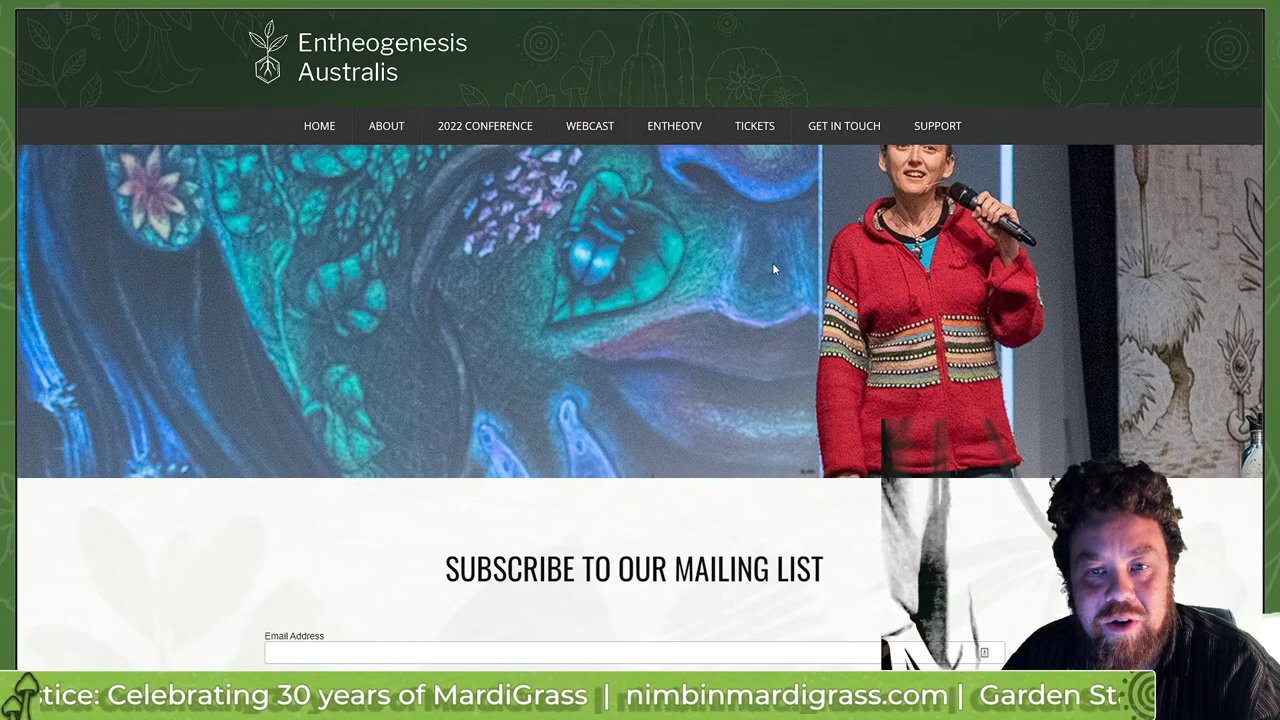 Entheogenesis
Australis
HOME ABOUT 2022 CONFERENCE WEBCAST ENTHEOTV TICKETS GET IN TOUCH SUPPORT
SUBSCRIBE TO OUR MAILING LIST
Email Address
tice: Celebrating 30 years of MardiGrass | nimbinmardigrass.com | Garden St